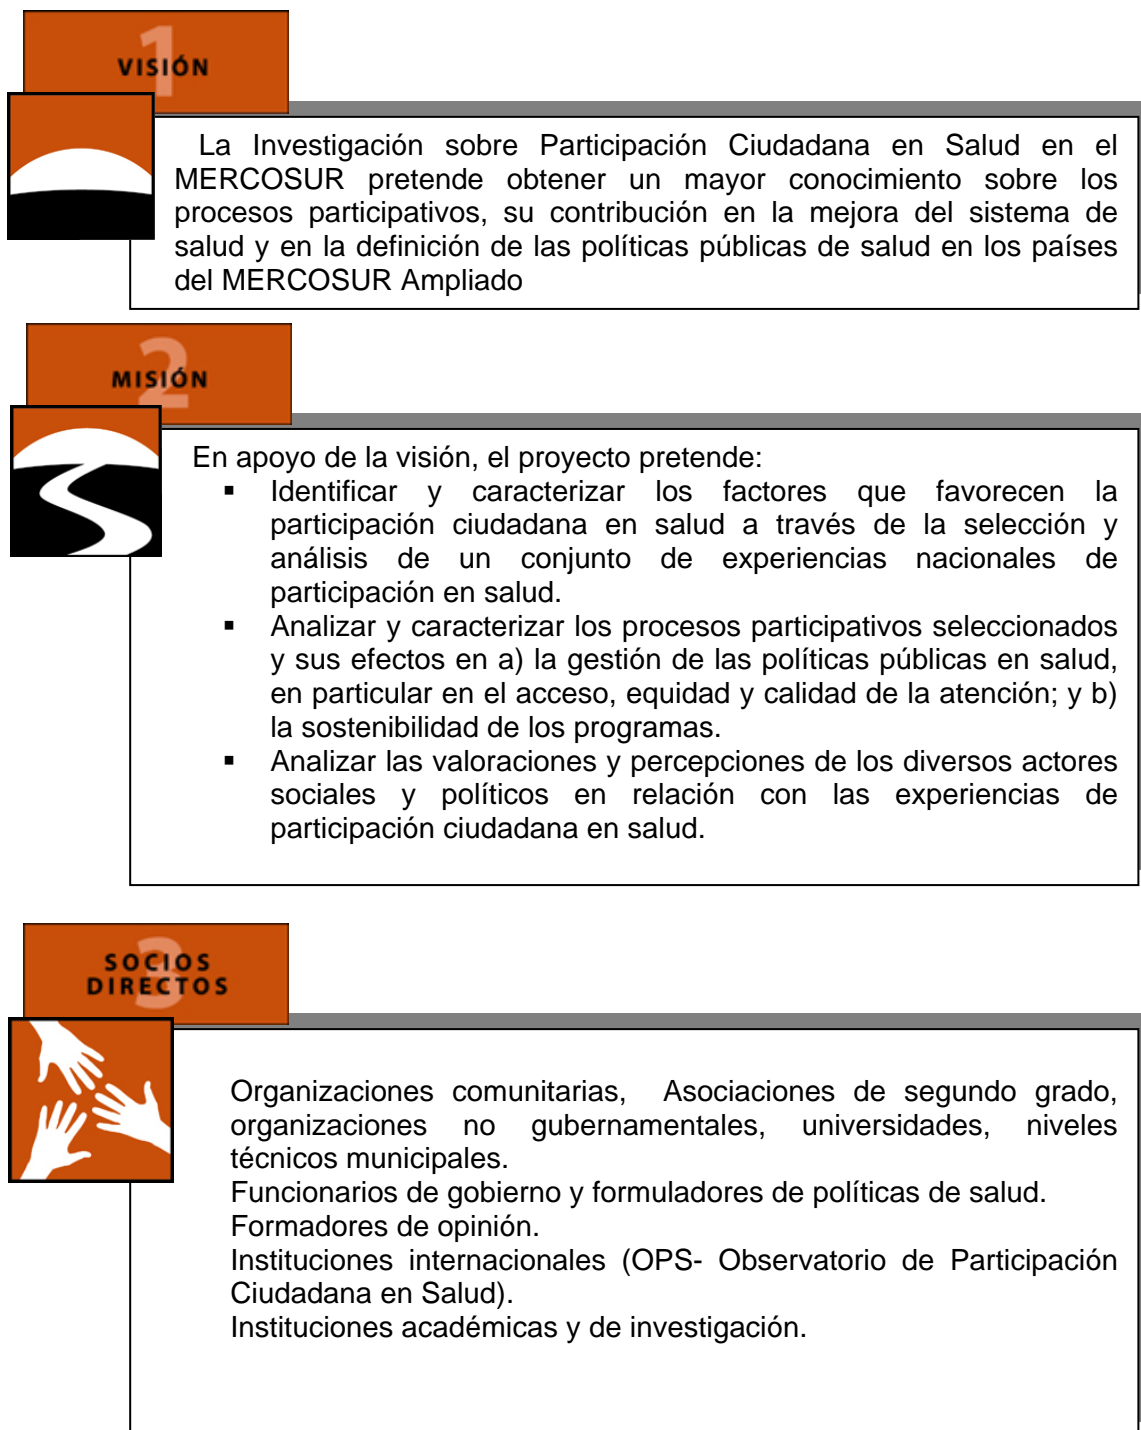 1
VISIÓN
La Investigación sobre Participación Ciudadana en Salud en el
MERCOSUR pretende obtener un mayor conocimiento sobre los
procesos participativos, su contribución en la mejora del sistema de
salud y en la definición de las políticas públicas de salud en los países
del MERCOSUR Ampliado
2
MISIÓN
En apoyo de la visión, el proyecto pretende:
▪ Identificar y caracterizar los factores que favorecen la
participación ciudadana en salud a través de la selección y
análisis de un conjunto de experiencias nacionales de
participación en salud.
▪ Analizar y caracterizar los procesos participativos seleccionados
y sus efectos en a) la gestión de las políticas públicas en salud,
en particular en el acceso, equidad y calidad de la atención; y b)
la sostenibilidad de los programas.
▪ Analizar las valoraciones y percepciones de los diversos actores
sociales y políticos en relación con las experiencias de
participación ciudadana en salud.
3
SOCIOS
DIRECTOS
Organizaciones comunitarias, Asociaciones de segundo grado,
organizaciones no gubernamentales, universidades, niveles
técnicos municipales.
Funcionarios de gobierno y formuladores de políticas de salud.
Formadores de opinión.
Instituciones internacionales (OPS- Observatorio de Participación
Ciudadana en Salud).
Instituciones académicas y de investigación.